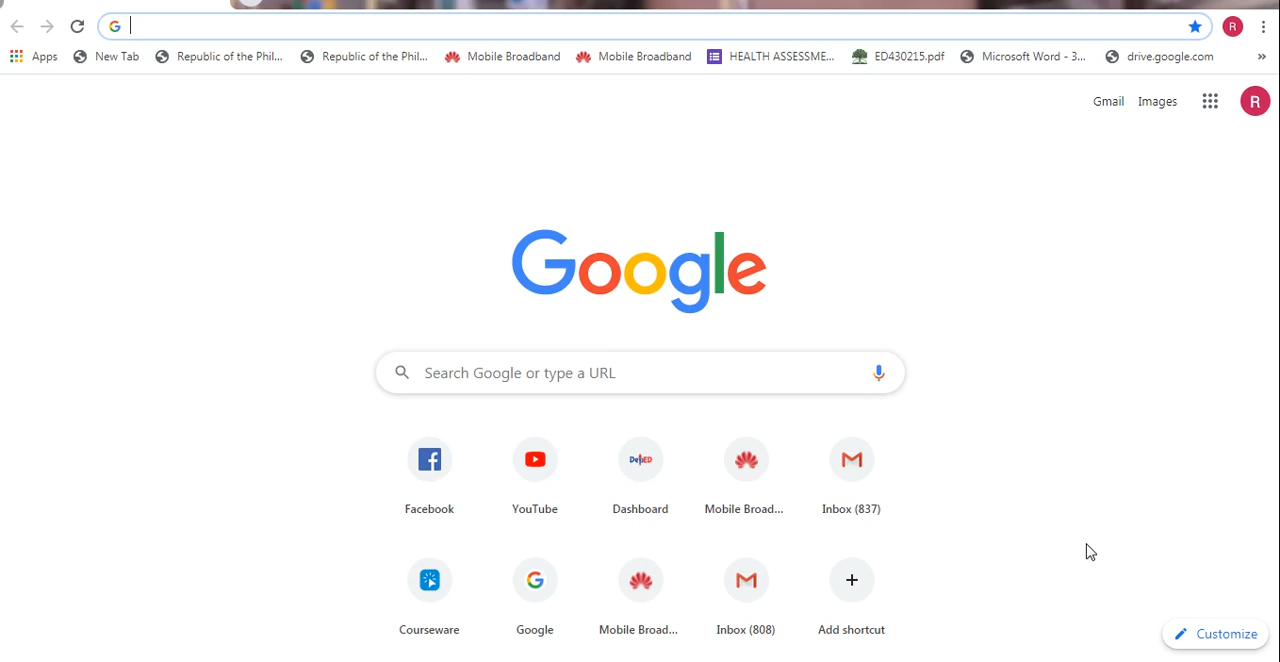 R
Apps New Tab Republic of the Phil... Republic of the Phil... Mobile Broadband Mobile Broadband HEALTH ASSESSME... ED430215.pdf Microsoft Word - 3... drive.google.com »
Gmail Images R
Google
Search Google or type a URL
DepED
Facebook YouTube Dashboard Mobile Broad... Inbox (837)
Courseware Google Mobile Broad... Inbox (808) Add shortcut
Customize